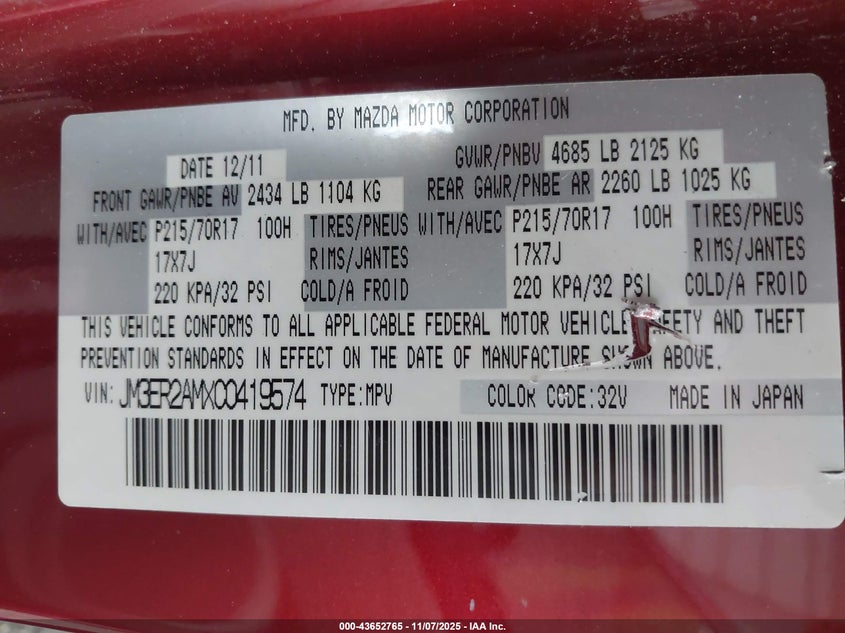 MFD. BY MAZDA MOTOR CORPORATION
DATE 12/11 GVWR/PNBV 4685 LB 2125 KG
FRONT GAWR/PNBE AV 2434 LB 1104 KG REAR GAWR/PNBE AR 2260 LB 1025 KG
WITH/AVEC P215/70R17 100H TIRES/PNEUS WITH/AVEC P215/70R17 100H TIRES/PNEUS
17X7J RIMS/JANTES 17X7J RIMS/JANTES
220 KPA/32 PSI COLD/A FROID 220 KPA/32 PSI COLD/A FROID
THIS VEHICLE CONFORMS TO ALL APPLICABLE FEDERAL MOTOR VEHICLE SAFETY AND THEFT
PREVENTION STANDARDS IN EFFECT ON THE DATE OF MANUFACTURE SHOWN ABOVE.
VIN: JM3ER2AMXC0419574 TYPE:MPV COLOR CODE:32V MADE IN JAPAN
000-43652765 - 11/07/2025 - IAA Inc.